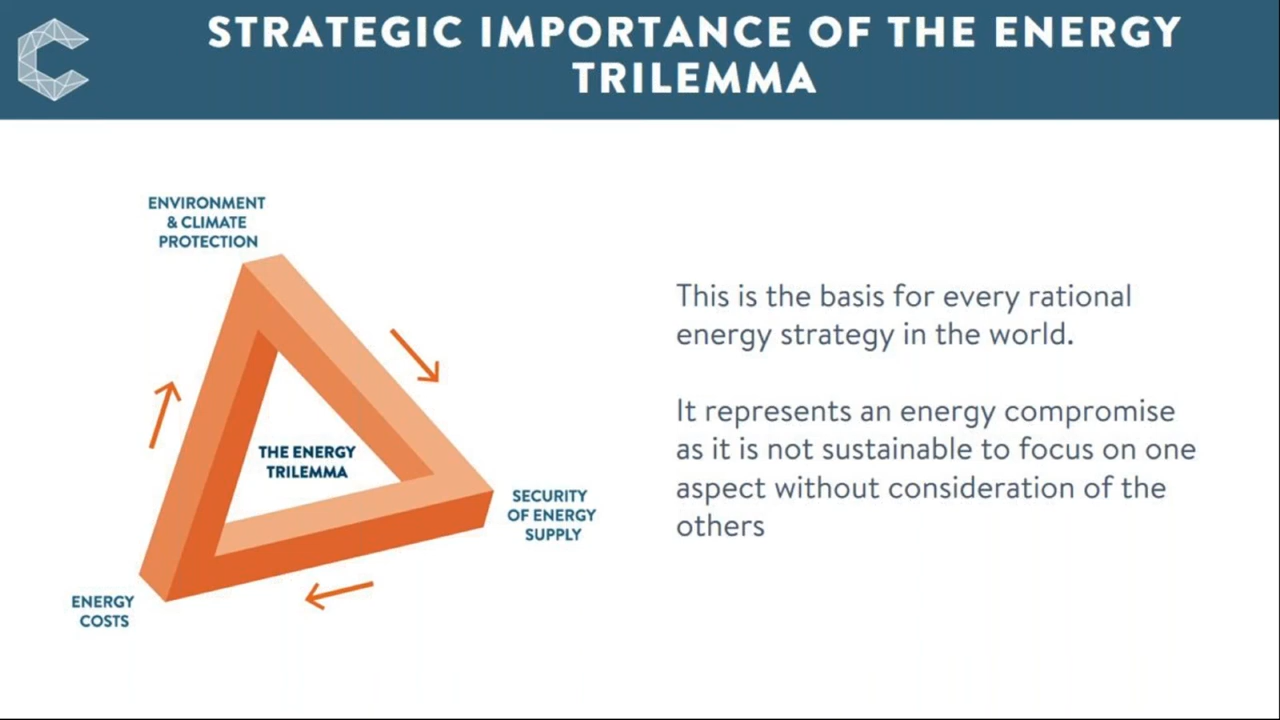 STRATEGIC IMPORTANCE OF THE ENERGY
TRILEMMA
ENVIRONMENT
& CLIMATE
PROTECTION
THE ENERGY
TRILEMMA
SECURITY
OF ENERGY
SUPPLY
ENERGY
COSTS
This is the basis for every rational
energy strategy in the world.
It represents an energy compromise
as it is not sustainable to focus on one
aspect without consideration of the
others